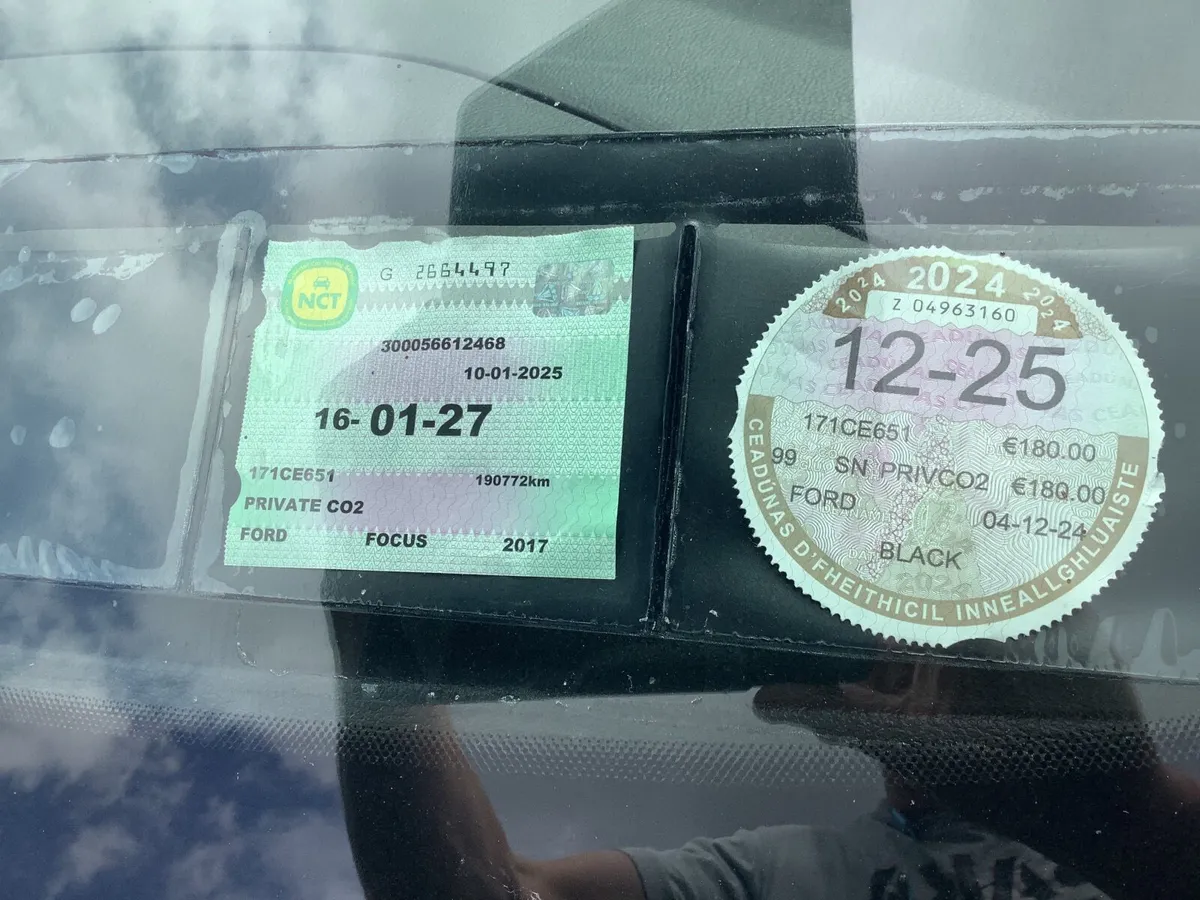 NCT
G 2664497
300056612468
10-01-2025
16-01-27
171CE651 190772km
PRIVATE CO2
FORD FOCUS 2017
2024 2024 2024
Z 04963160
12-25
171CE651 €180.00
99 SN PRIVCO2 €180.00
FORD 04-12-24
BLACK
CEADÚNAS D'FHEITHICIL INNEALLGHLUAISTE